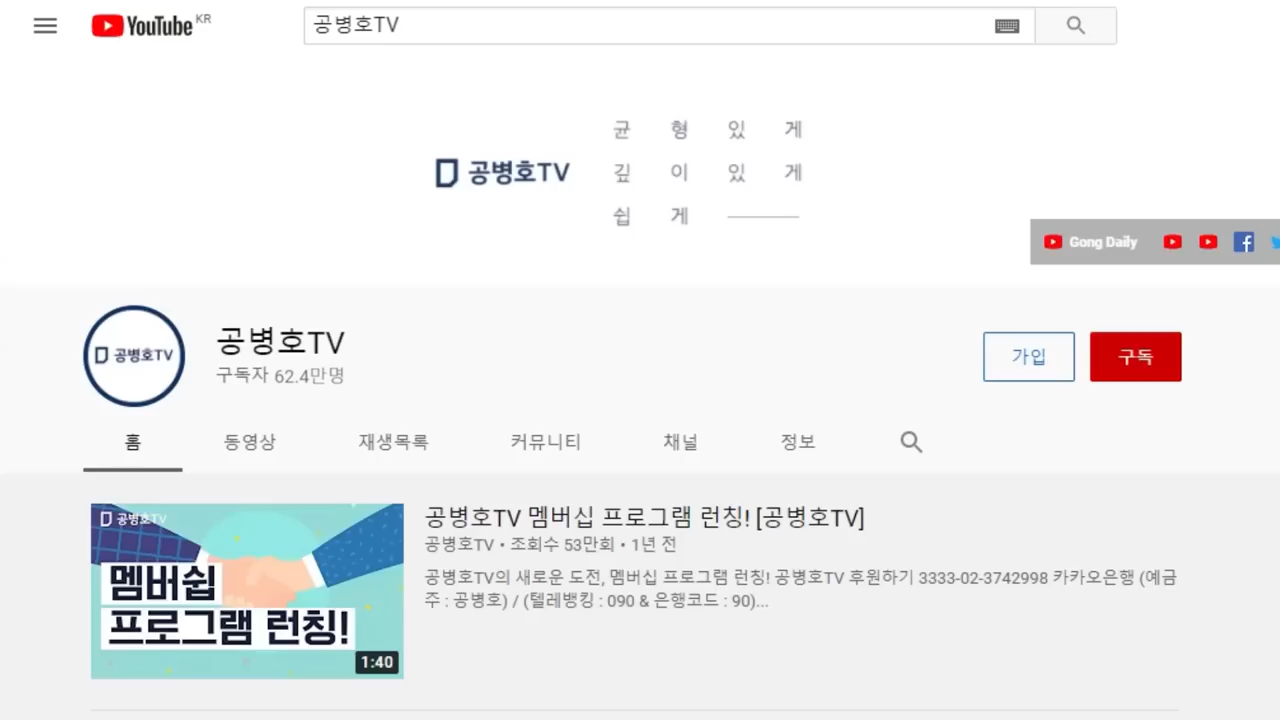 YouTube KR
공병호TV
균형있게
공병호TV
깊이있게
쉽게
Gong Daily
공병호TV
공병호TV
구독자 62.4만명
가입
구독
홈
동영상
재생목록
커뮤니티
채널
정보
공병호TV
멤버쉽
프로그램 런칭!
1:40
공병호TV 멤버십 프로그램 런칭! [공병호TV]
공병호TV • 조회수 53만회 • 1년 전
공병호TV의 새로운 도전, 멤버십 프로그램 런칭! 공병호TV 후원하기 3333-02-3742998 카카오은행 (예금
주 : 공병호) / (텔레뱅킹 : 090 & 은행코드 : 90)...